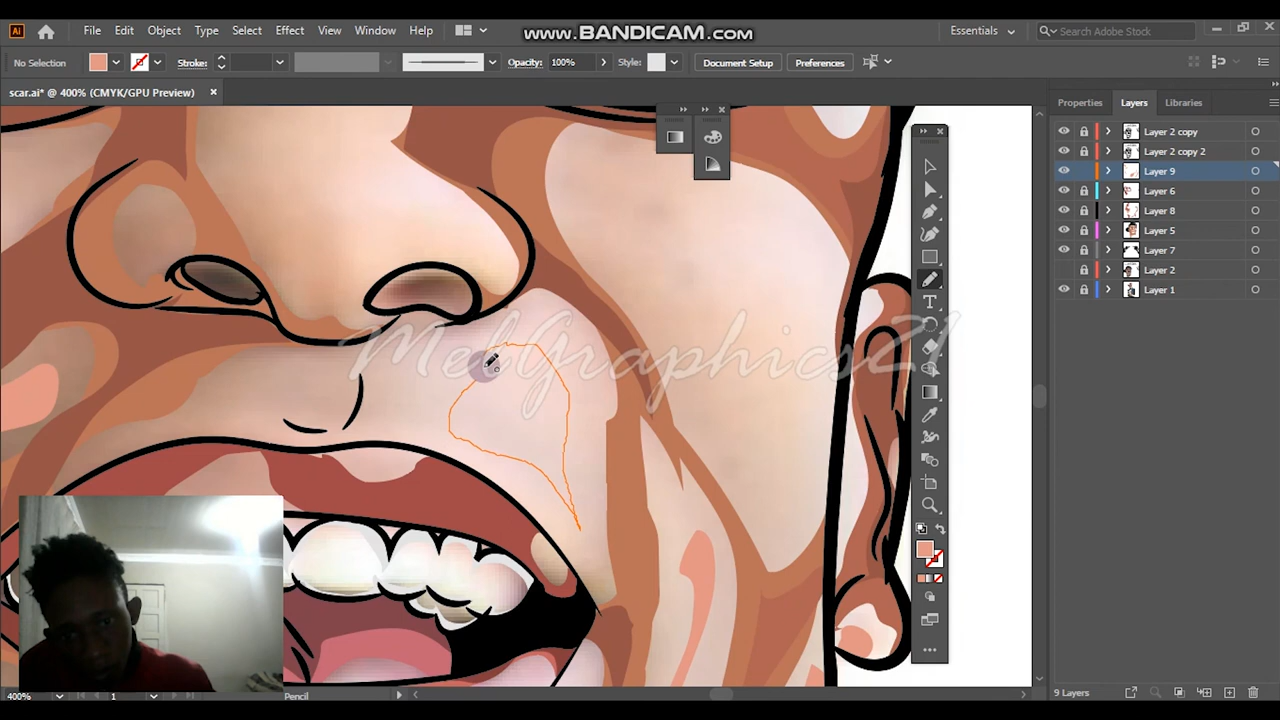 Ai File Edit Object Type Select Effect View Window Help www.BANDICAM.com Essentials Search Adobe Stock
No Selection Stroke: Opacity: 100% Style: Document Setup Preferences
scar.ai* @ 400% (CMYK/GPU Preview)
Properties Layers Libraries
Layer 2 copy
Layer 2 copy 2
Layer 9
Layer 6
Layer 8
Layer 5
Layer 7
Layer 2
Layer 1
MelGraphics21
400% 1 Pencil 9 Layers